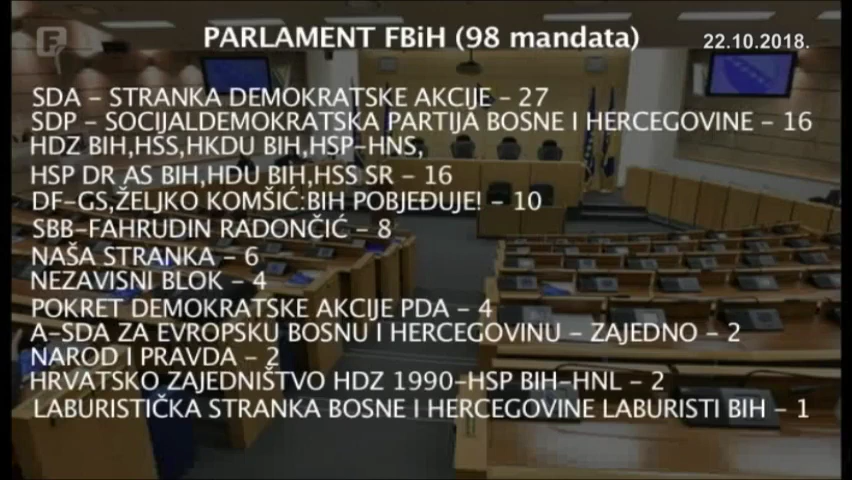 PARLAMENT FBiH (98 mandata)
22.10.2018.
SDA – STRANKA DEMOKRATSKE AKCIJE – 27
SDP – SOCIJALDEMOKRATSKA PARTIJA BOSNE I HERCEGOVINE – 16
HDZ BIH,HSS,HKDU BIH,HSP-HNS,
HSP DR AS BIH,HDU BIH,HSS SR – 16
DF-GS,ŽELJKO KOMŠIĆ:BIH POBJEĐUJE! – 10
SBB-FAHRUDIN RADONČIĆ – 8
NAŠA STRANKA – 6
NEZAVISNI BLOK – 4
POKRET DEMOKRATSKE AKCIJE PDA – 4
A-SDA ZA EVROPSKU BOSNU I HERCEGOVINU – ZAJEDNO – 2
NAROD I PRAVDA – 2
HRVATSKO ZAJEDNIŠTVO HDZ 1990-HSP BIH-HNL – 2
LABURISTIČKA STRANKA BOSNE I HERCEGOVINE LABURISTI BIH – 1